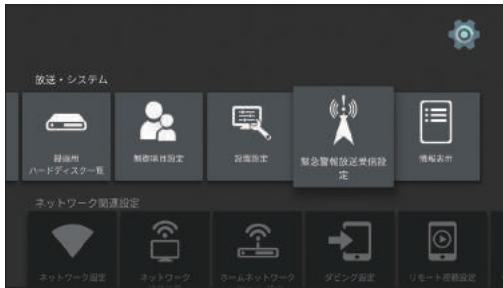 放送・システム
録画用
ハードディスク一覧
制御項目設定
設置設定
緊急警報放送受信設
定
情報表示
ネットワーク関連設定
ネットワーク設定
ネットワーク
ホームネットワーク
ダビング設定
リモート視聴設定